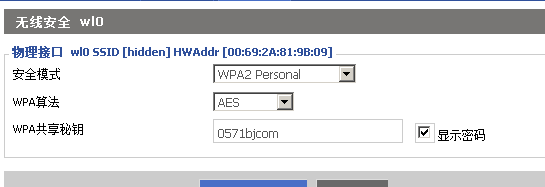 无线安全 wl0
物理接口 wl0 SSID [hidden] HWAddr [00:69:2A:81:9B:09]
安全模式 WPA2 Personal
WPA算法 AES
WPA共享秘钥 0571bjcom 显示密码